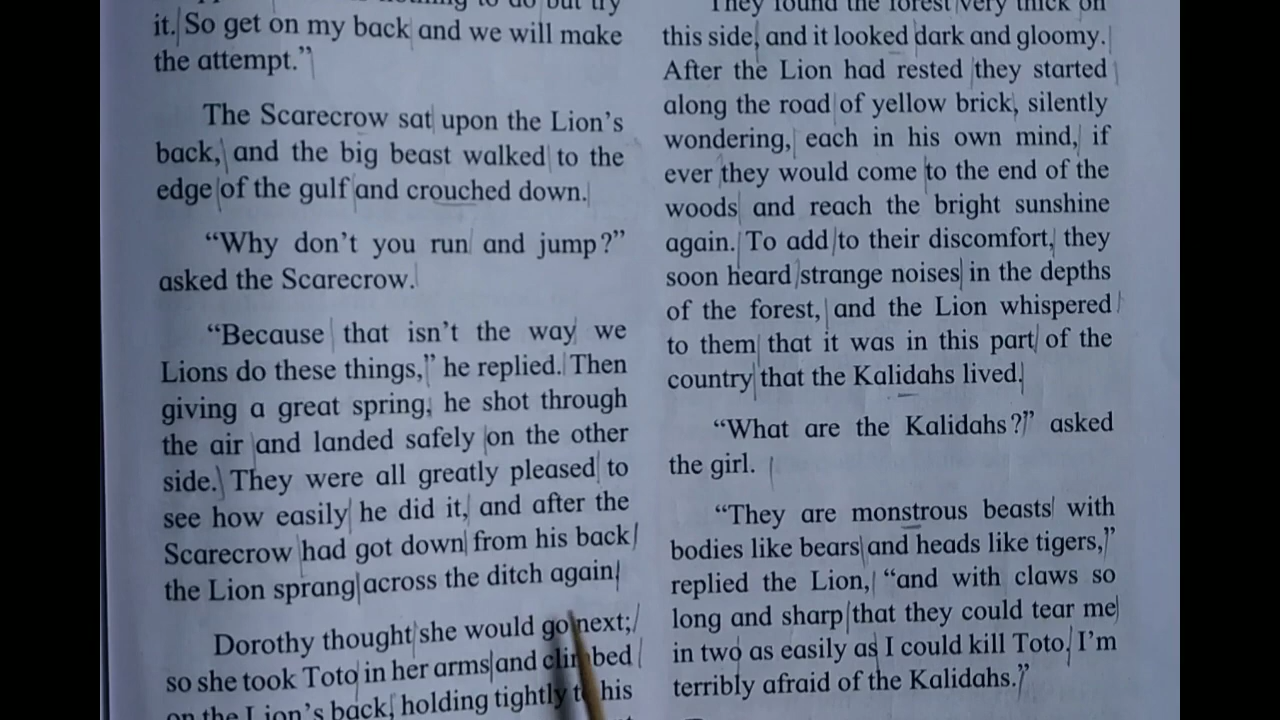 to do but try
it. So get on my back and we will make
the attempt.”
The Scarecrow sat upon the Lion’s
back, and the big beast walked to the
edge of the gulf and crouched down.
“Why don’t you run and jump?”
asked the Scarecrow.
“Because that isn’t the way we
Lions do these things,” he replied. Then
giving a great spring, he shot through
the air and landed safely on the other
side. They were all greatly pleased to
see how easily he did it, and after the
Scarecrow had got down from his back
the Lion sprang across the ditch again.
Dorothy thought she would go next;
so she took Toto in her arms and climbed
on the Lion’s back, holding tightly to his
They found the forest very thick on
this side, and it looked dark and gloomy.
After the Lion had rested they started
along the road of yellow brick, silently
wondering, each in his own mind, if
ever they would come to the end of the
woods and reach the bright sunshine
again. To add to their discomfort, they
soon heard strange noises in the depths
of the forest, and the Lion whispered
to them that it was in this part of the
country that the Kalidahs lived.
“What are the Kalidahs?” asked
the girl.
“They are monstrous beasts with
bodies like bears and heads like tigers,”
replied the Lion, “and with claws so
long and sharp that they could tear me
in two as easily as I could kill Toto. I’m
terribly afraid of the Kalidahs.”